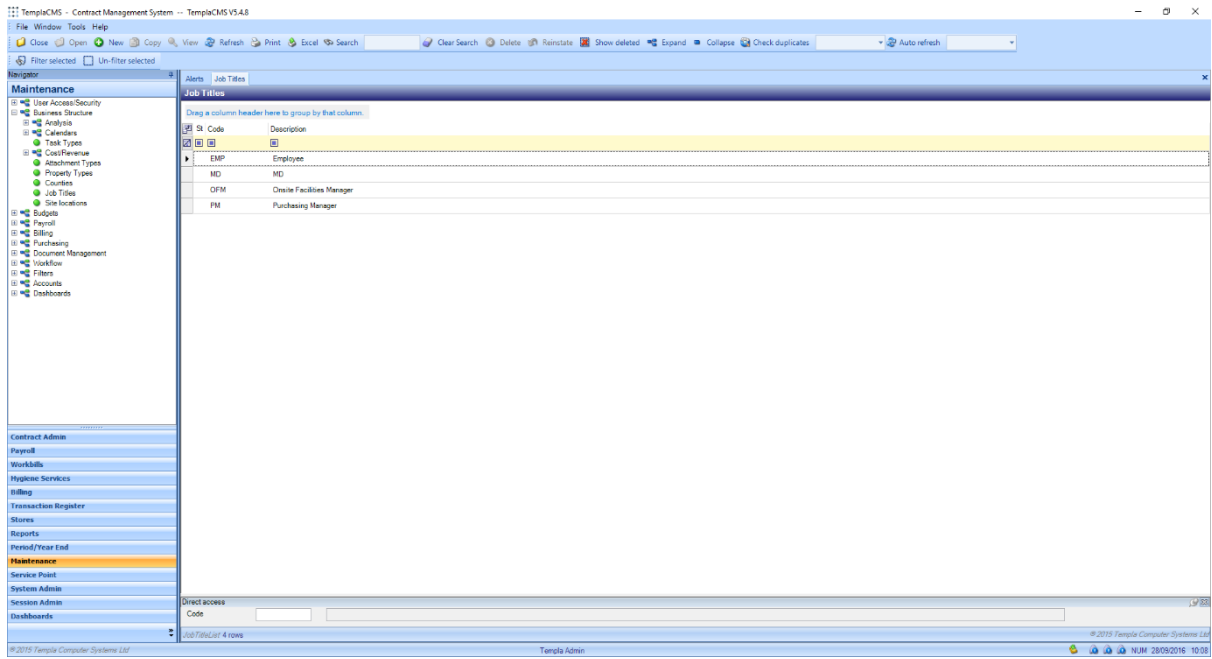 TemplaCMS - Contract Management System -- TemplaCMS V5.4.8
File Window Tools Help
Close Open New Copy View Refresh Print Excel Search Clear Search Delete Reinstate Show deleted Expand Collapse Check duplicates Auto refresh
Filter selected Un-filter selected
Navigator
Maintenance
User Access/Security
Business Structure
Analysis
Calendars
Task Types
Cost/Revenue
Attachment Types
Property Types
Counties
Job Titles
Site locations
Budgets
Payroll
Billing
Purchasing
Document Management
Workflow
Filters
Accounts
Dashboards
Contract Admin
Payroll
Workbills
Hygiene Services
Billing
Transaction Register
Stores
Reports
Period/Year End
Maintenance
Service Point
System Admin
Session Admin
Dashboards
Alerts Job Titles
Job Titles
Drag a column header here to group by that column.
St Code Description
EMP Employee
MD MD
OFM Onsite Facilities Manager
PM Purchasing Manager
Direct access
Code
JobTitleList 4 rows
© 2015 Templa Computer Systems Ltd
© 2015 Templa Computer Systems Ltd
Templa Admin
NUM 28/09/2016 10:08